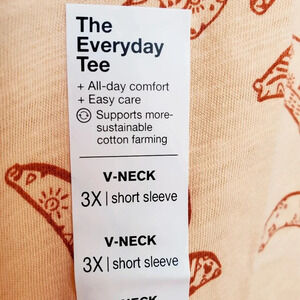 The
Everyday
Tee
+ All-day comfort
+ Easy care
Supports more-
sustainable
cotton farming
V-NECK
3X | short sleeve
V-NECK
3X | short sleeve
V-NECK